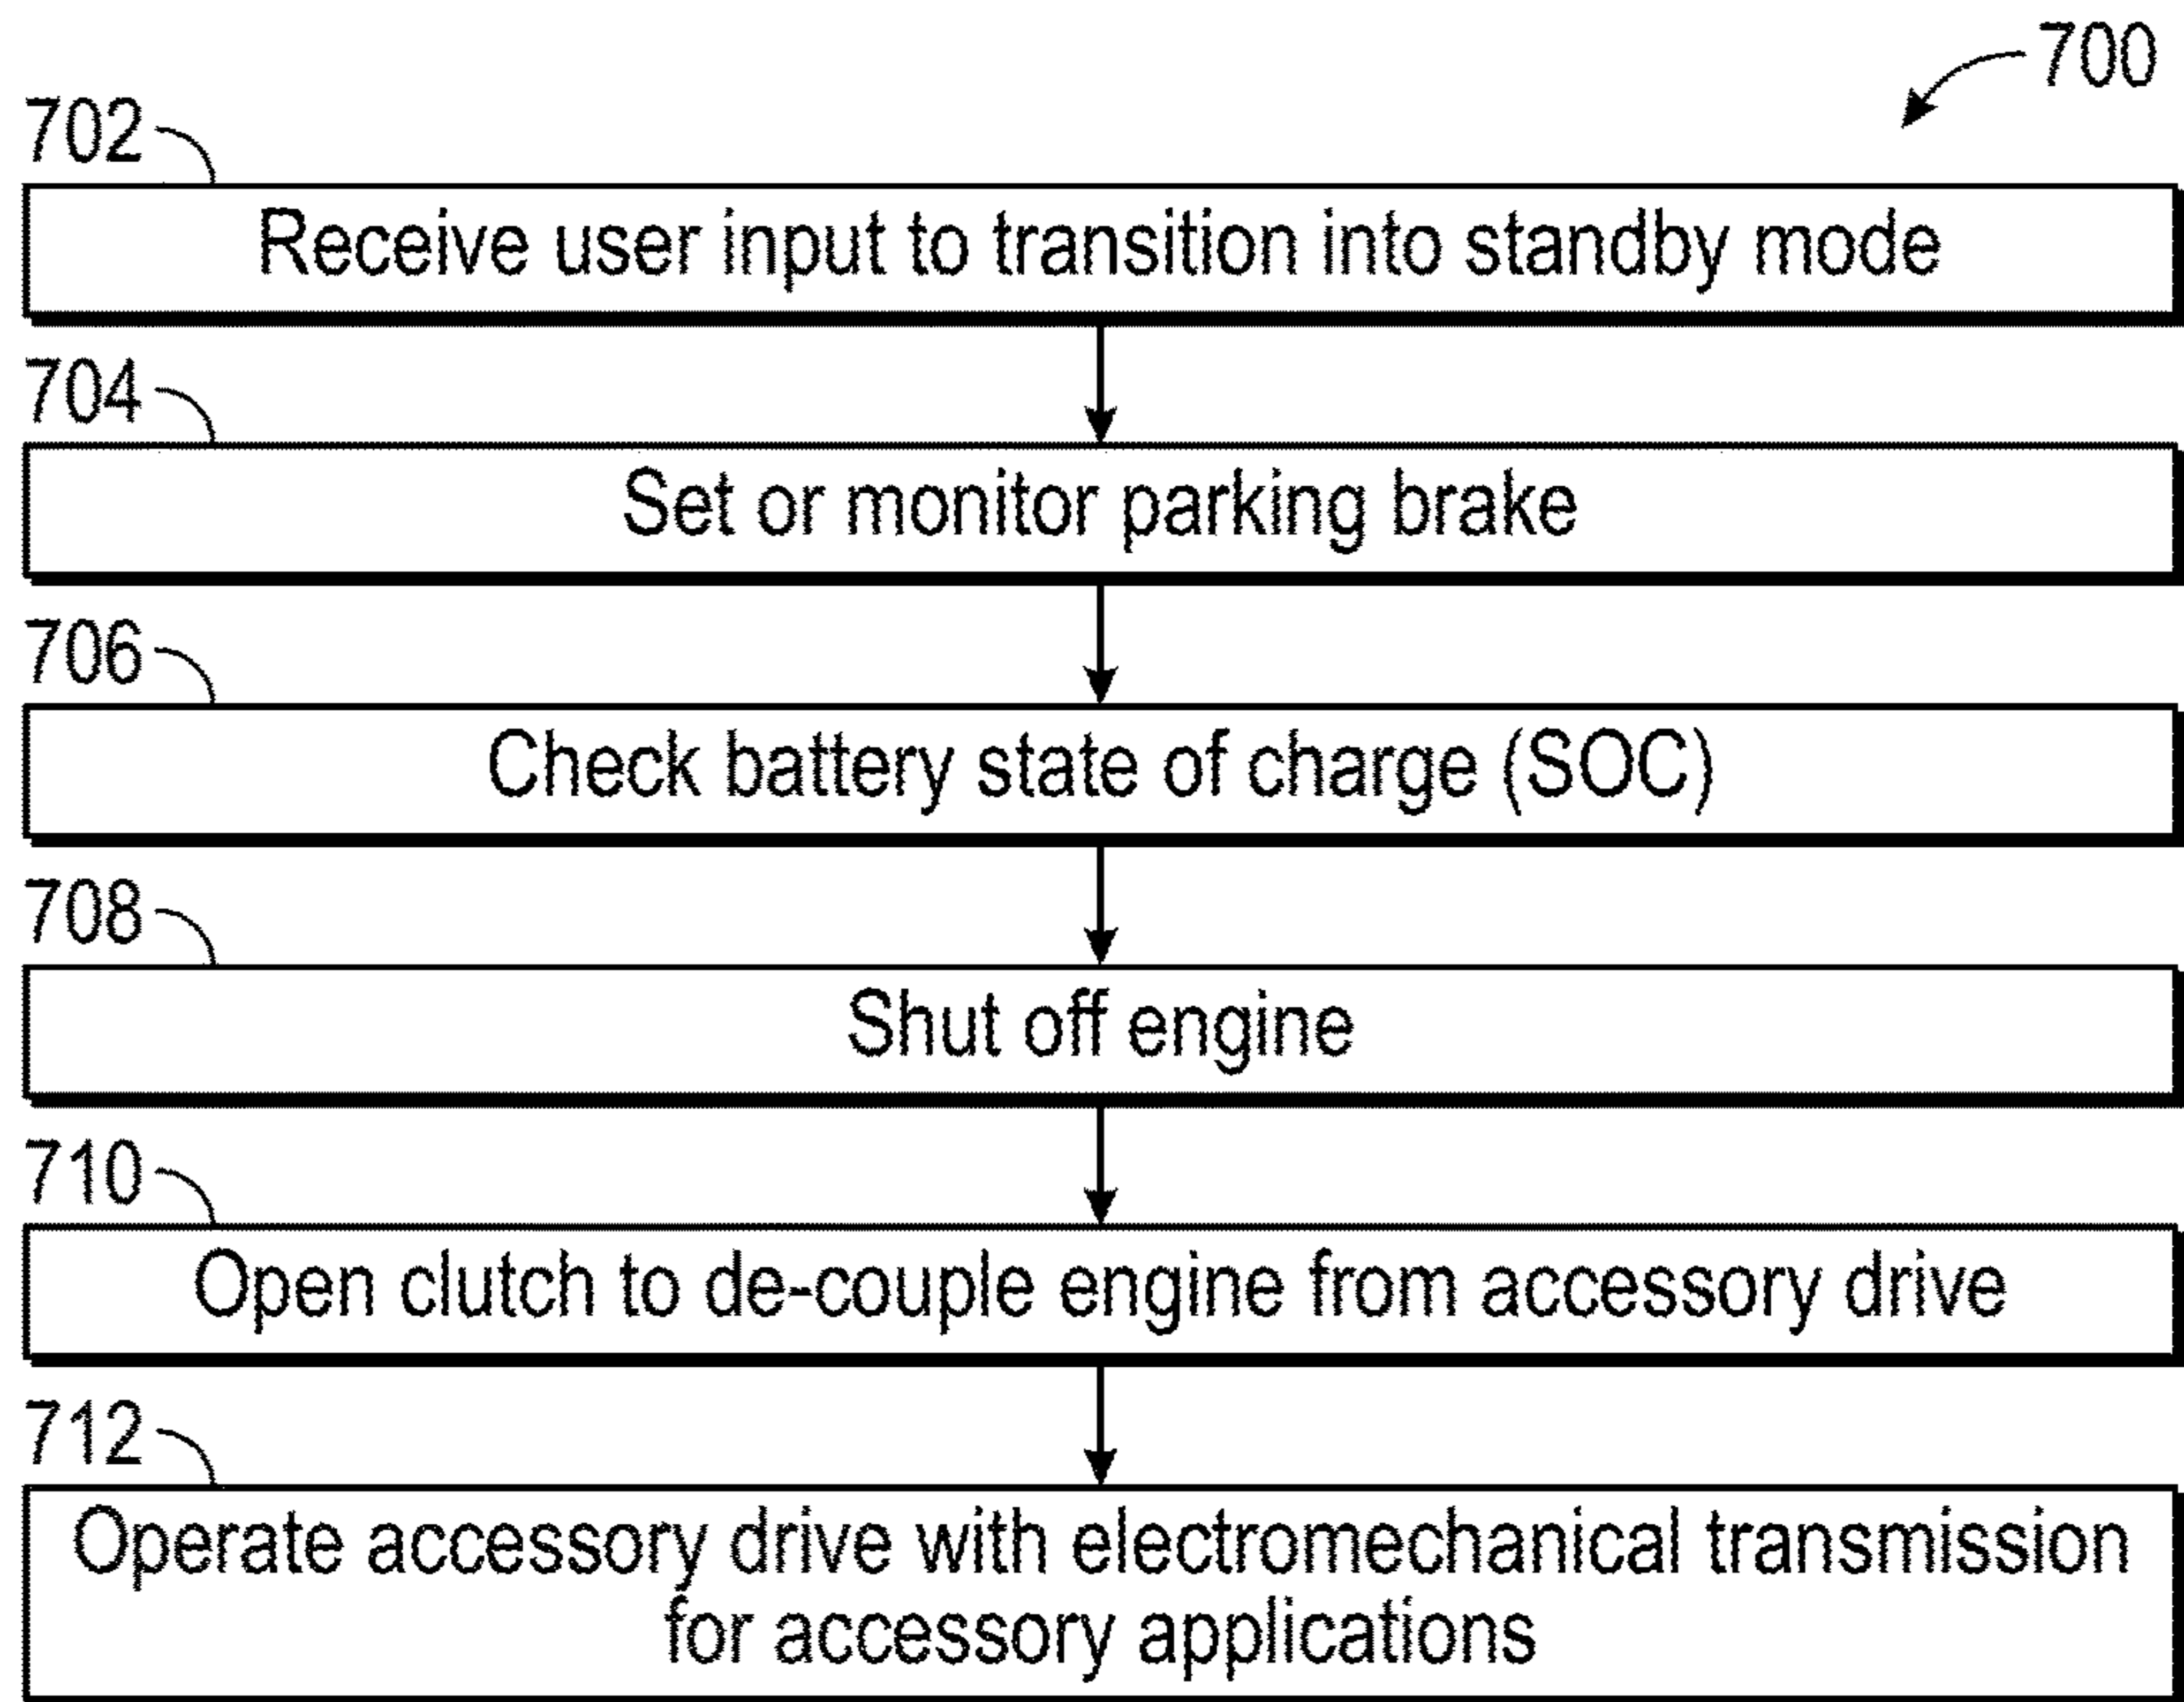 700
702
Receive user input to transition into standby mode
704
Set or monitor parking brake
706
Check battery state of charge (SOC)
708
Shut off engine
710
Open clutch to de-couple engine from accessory drive
712
Operate accessory drive with electromechanical transmission
for accessory applications